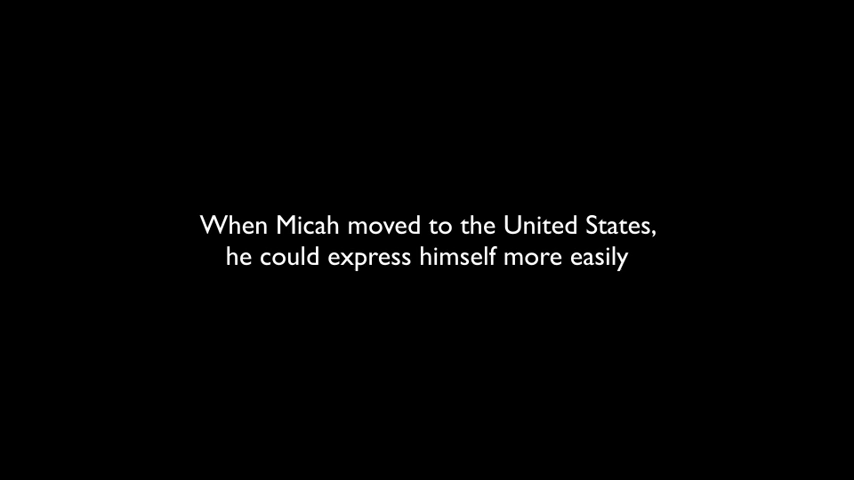 When Micah moved to the United States,
he could express himself more easily